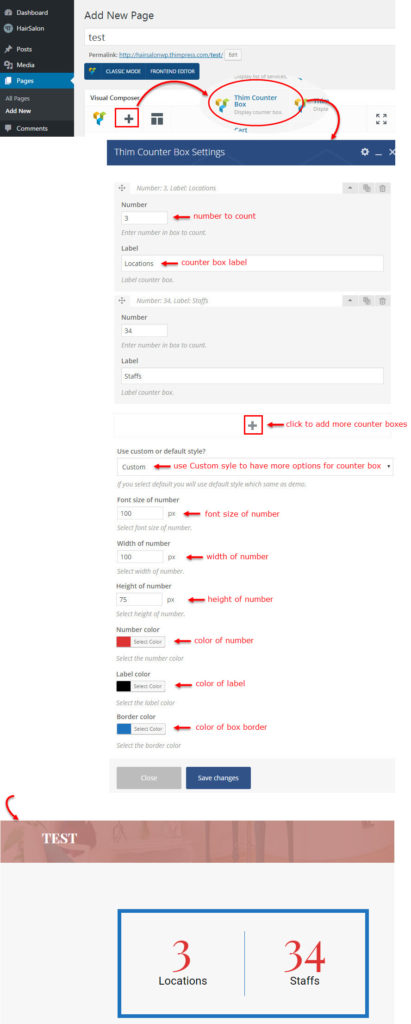 Dashboard
HairSalon
Posts
Media
Pages
All Pages
Add New
Comments
Add New Page
test
Permalink: http://hairsalonwp.thimpress.com/test/ Edit
CLASSIC MODE FRONTEND EDITOR
Display list of services.
Visual Composer
Thim Counter
Box
Display counter box.
Cart
Thim Counter Box Settings
Number: 3, Label: Locations
Number
3
number to count
Enter number in box to count.
Label
Locations
counter box label
Label counter box.
Number: 34, Label: Staffs
Number
34
Enter number in box to count.
Label
Staffs
Label counter box.
click to add more counter boxes
Use custom or default style?
Custom
use Custom syle to have more options for counter box
If you select default you will use default style which same as demo.
Font size of number
100 px
font size of number
Select font size of number.
Width of number
100 px
width of number
Select width of number.
Height of number
75 px
height of number
Select height of number.
Number color
Select Color
color of number
Select the number color
Label color
Select Color
color of label
Select the label color
Border color
Select Color
color of box border
Select the border color
Close Save changes
TEST
3 34
Locations Staffs